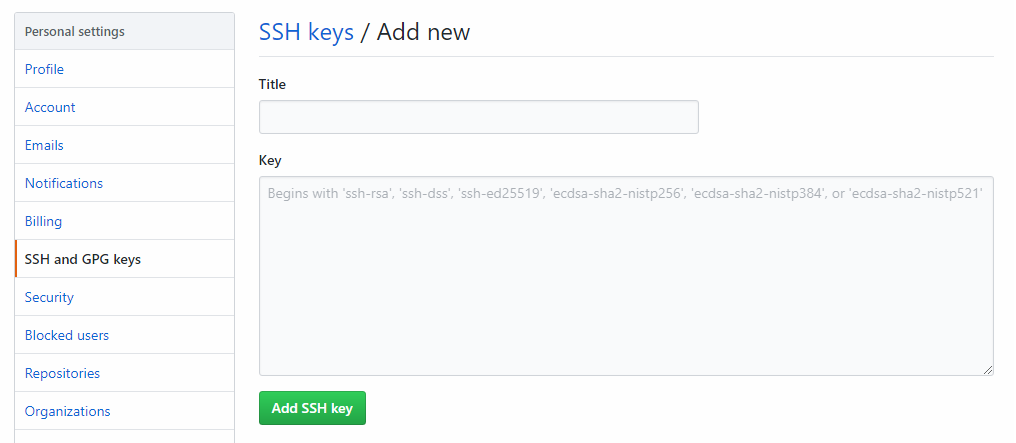 Personal settings
Profile
Account
Emails
Notifications
Billing
SSH and GPG keys
Security
Blocked users
Repositories
Organizations
SSH keys / Add new
Title
Key
Begins with 'ssh-rsa', 'ssh-dss', 'ssh-ed25519', 'ecdsa-sha2-nistp256', 'ecdsa-sha2-nistp384', or 'ecdsa-sha2-nistp521'
Add SSH key